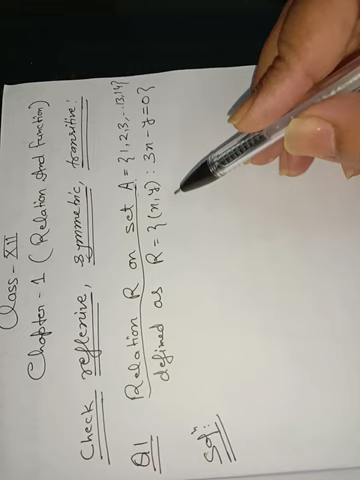 Class - XII
Chapter - 1 (Relation and Function)
Check reflexive, symmetric, transitive:
Q1 Relation R on set A = {1,2,3,...13,14}
defined as R = {(x,y) : 3x-y=0}
Solⁿ: